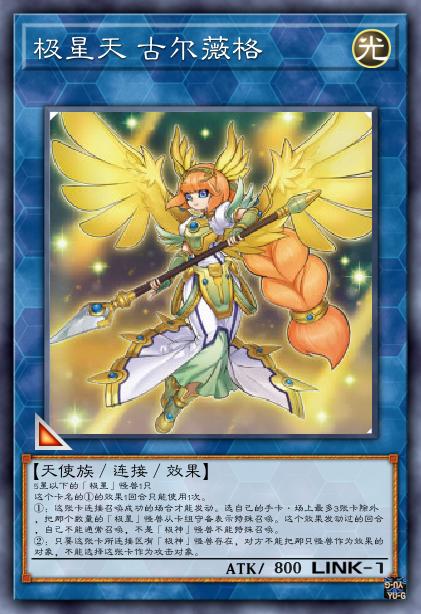 极星天 古尔薇格
光
【天使族／连接／效果】
5星以下的「极星」怪兽1只
这个卡名的①的效果1回合只能使用1次。
①：这张卡连接召唤成功的场合才能发动。选自己的手卡·场上最多3张卡除外
，把那个数量的「极星」怪兽从卡组守备表示特殊召唤。这个效果发动过的回合
，自己不能通常召唤，不是「极神」怪兽不能特殊召唤。
②：只要这张卡所连接区有「极神」怪兽存在，对方不能把那只怪兽作为效果的
对象，不能选择这张卡作为攻击对象。
ATK/ 800 LINK-1